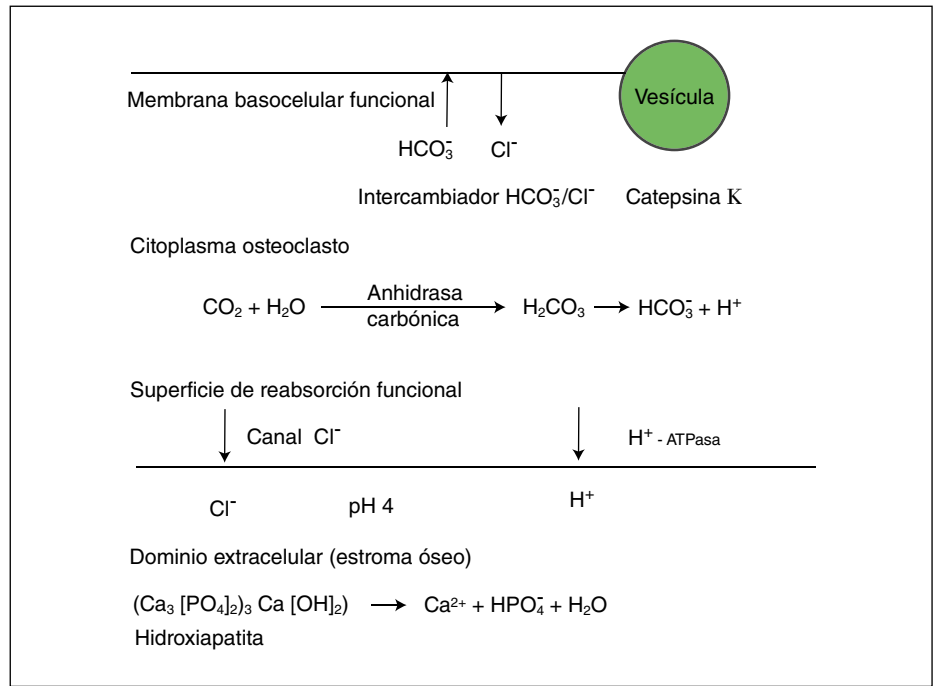 Membrana basocelular funcional
Vesícula
HCO₃⁻ Cl⁻
Intercambiador HCO₃⁻/Cl⁻ Catepsina K
Citoplasma osteoclasto
CO₂ + H₂O Anhidrasa carbónica H₂CO₃ HCO₃⁻ + H⁺
Superficie de reabsorción funcional
Canal Cl⁻ H⁺ - ATPasa
Cl⁻ pH 4 H⁺
Dominio extracelular (estroma óseo)
(Ca₃ [PO₄]₂)₃ Ca [OH]₂) → Ca²⁺ + HPO₄⁻ + H₂O
Hidroxiapatita